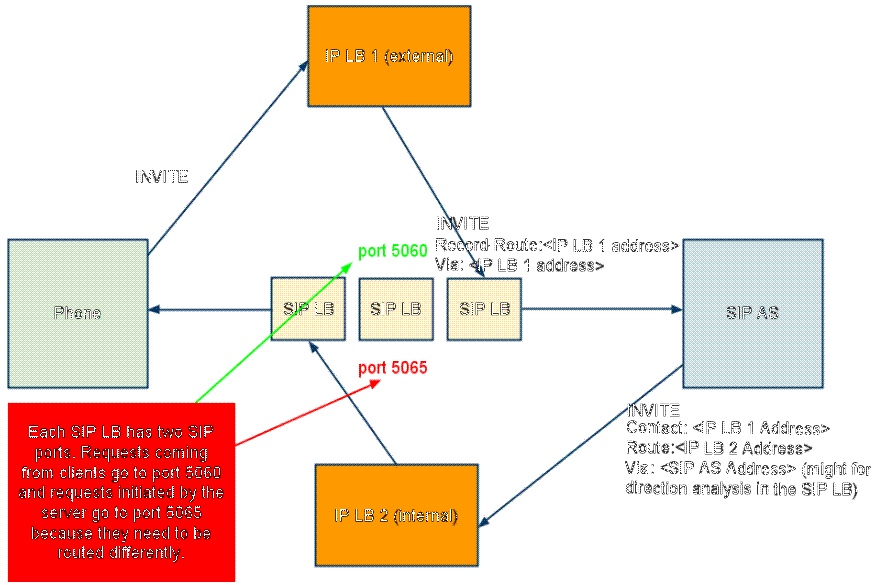 IP LB 1 (external)
INVITE
INVITE
Record-Route:<IP LB 1 address>
Via: <IP LB 1 address>
port 5060
Phone
SIP LB
SIP LB
SIP LB
SIP AS
port 5065
Each SIP LB has two SIP
ports. Requests coming
from clients go to port 5060
and requests initiated by the
server go to port 5065
because they need to be
routed differently.
IP LB 2 (internal)
INVITE
Contact: <IP LB 1 Address>
Route:<IP LB 2 Address>
Via: <SIP AS Address> (might for
direction analysis in the SIP LB)